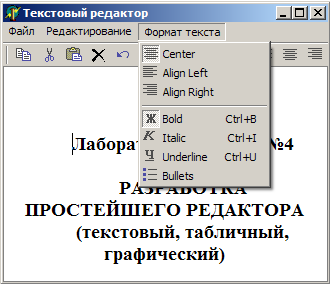 Текстовый редактор
Файл Редактирование Формат текста
Center
Align Left
Align Right
Ж Bold Ctrl+B
К Italic Ctrl+I
Ч Underline Ctrl+U
Bullets
№4
РАЗРАБОТКА
ПРОСТЕЙШЕГО РЕДАКТОРА
(текстовый, табличный,
графический)